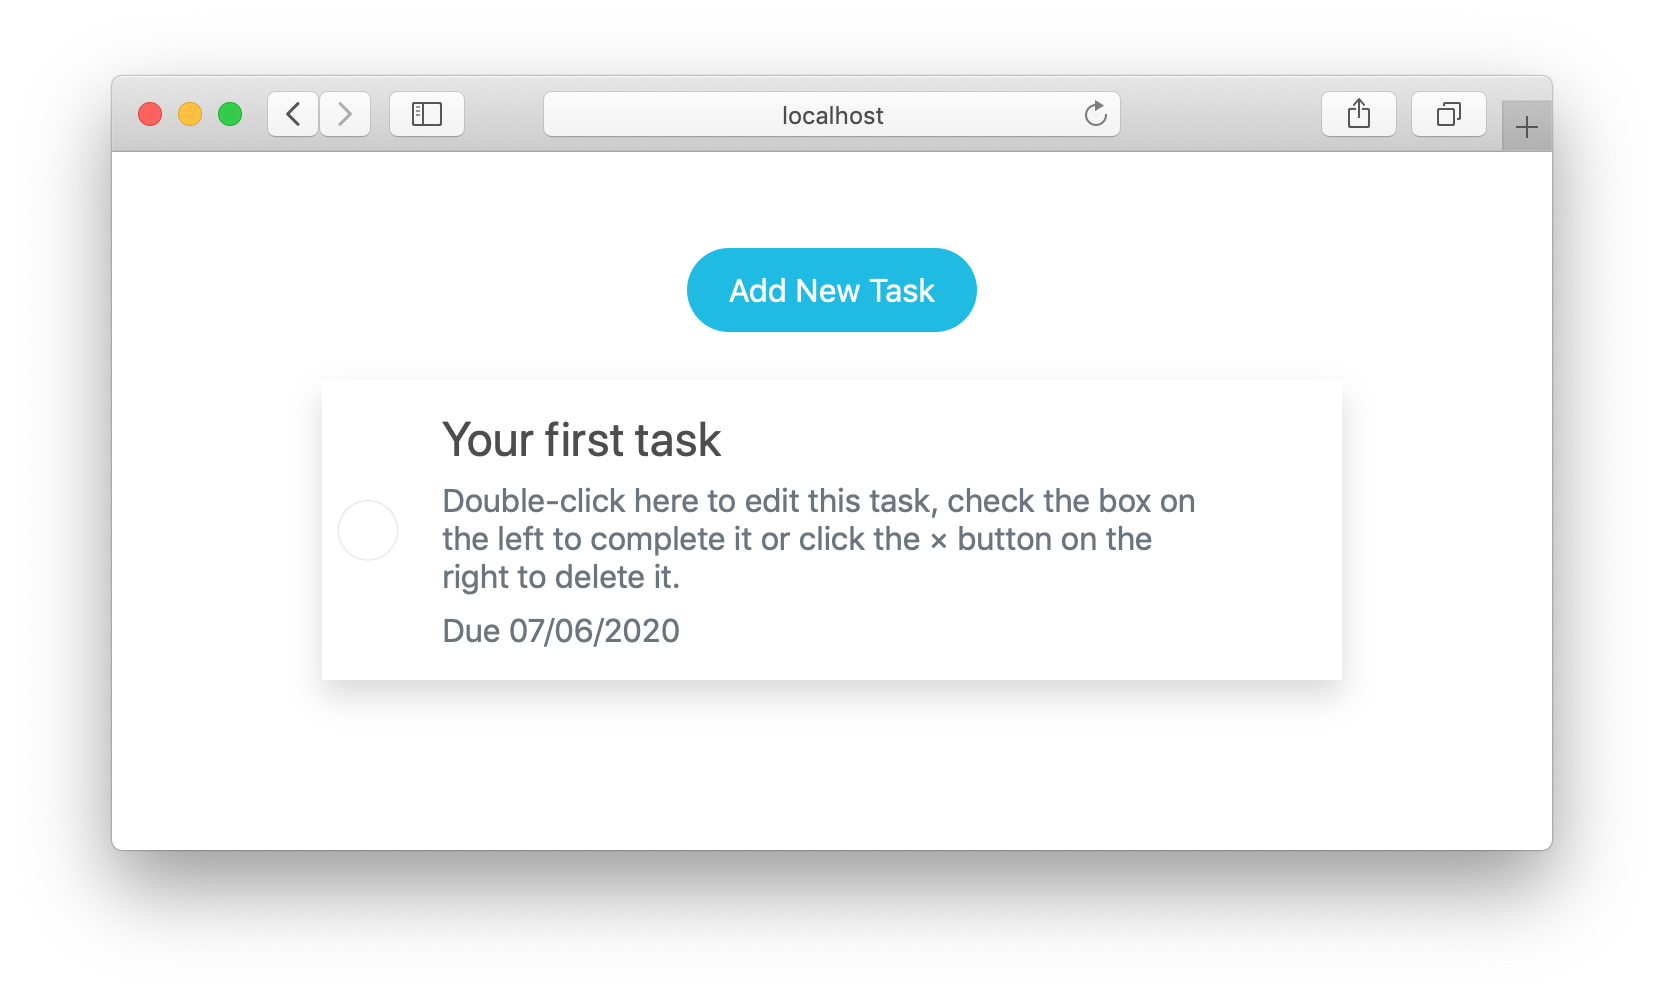 localhost
Add New Task
Your first task
Double-click here to edit this task, check the box on
the left to complete it or click the × button on the
right to delete it.
Due 07/06/2020